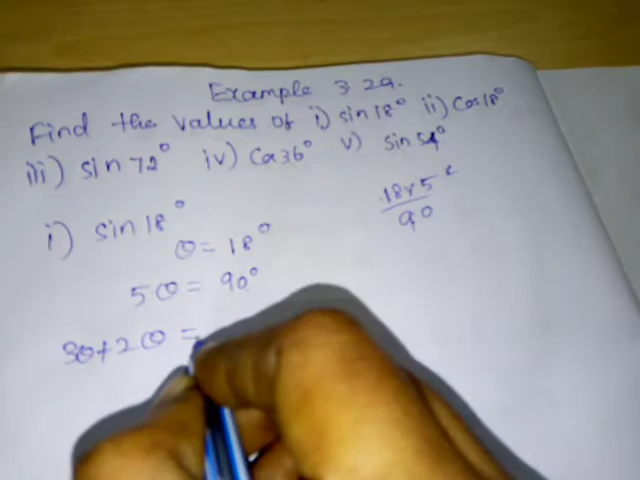 Example 3.29.
Find the values of i) sin 18° ii) Cos 18°
iii) sin 72° iv) Cos 36° v) sin 54°
i) sin 18°
θ = 18°
18×5
90
5θ = 90°
3θ+2θ =